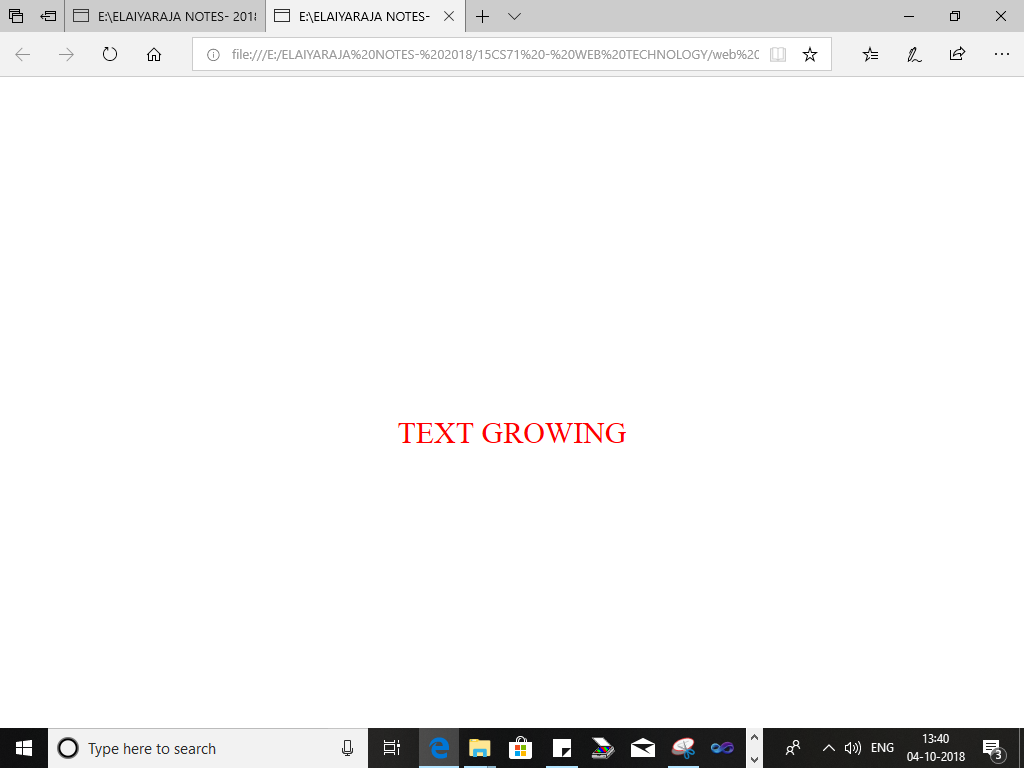 E:\ELAIYARAJA NOTES- 2018
E:\ELAIYARAJA NOTES-
file:///E:/ELAIYARAJA%20NOTES-%202018/15CS71%20-%20WEB%20TECHNOLOGY/web%20
TEXT GROWING
Type here to search
ENG
13:40
04-10-2018
3